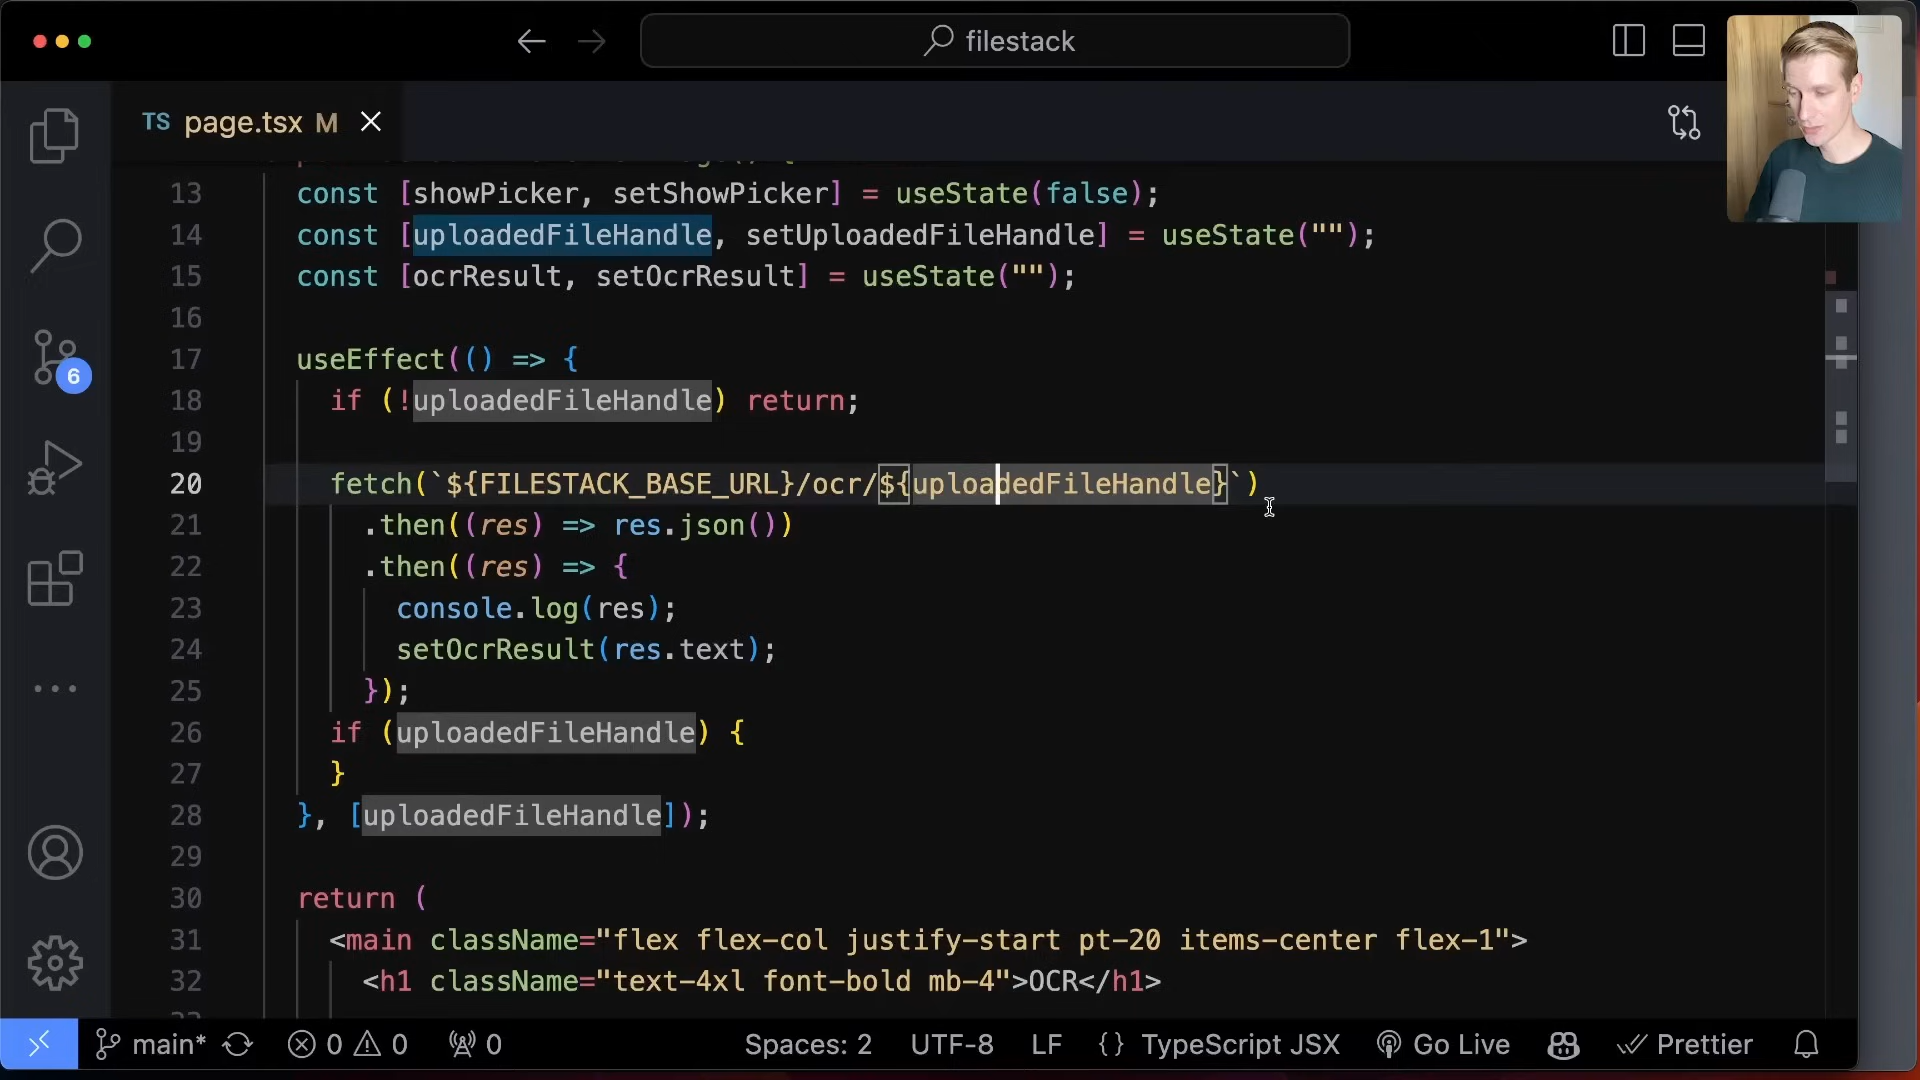 filestack
TS page.tsx M
13 const [showPicker, setShowPicker] = useState(false);
14 const [uploadedFileHandle, setUploadedFileHandle] = useState("");
15 const [ocrResult, setOcrResult] = useState("");
16
17 useEffect(() => {
18 if (!uploadedFileHandle) return;
19
20 fetch(`${FILESTACK_BASE_URL}/ocr/${uploadedFileHandle}`)
21 .then((res) => res.json())
22 .then((res) => {
23 console.log(res);
24 setOcrResult(res.text);
25 });
26 if (uploadedFileHandle) {
27 }
28 }, [uploadedFileHandle]);
29
30 return (
31 <main className="flex flex-col justify-start pt-20 items-center flex-1">
32 <h1 className="text-4xl font-bold mb-4">OCR</h1>
6
main* 0 0 0 Spaces: 2 UTF-8 LF {} TypeScript JSX Go Live Prettier